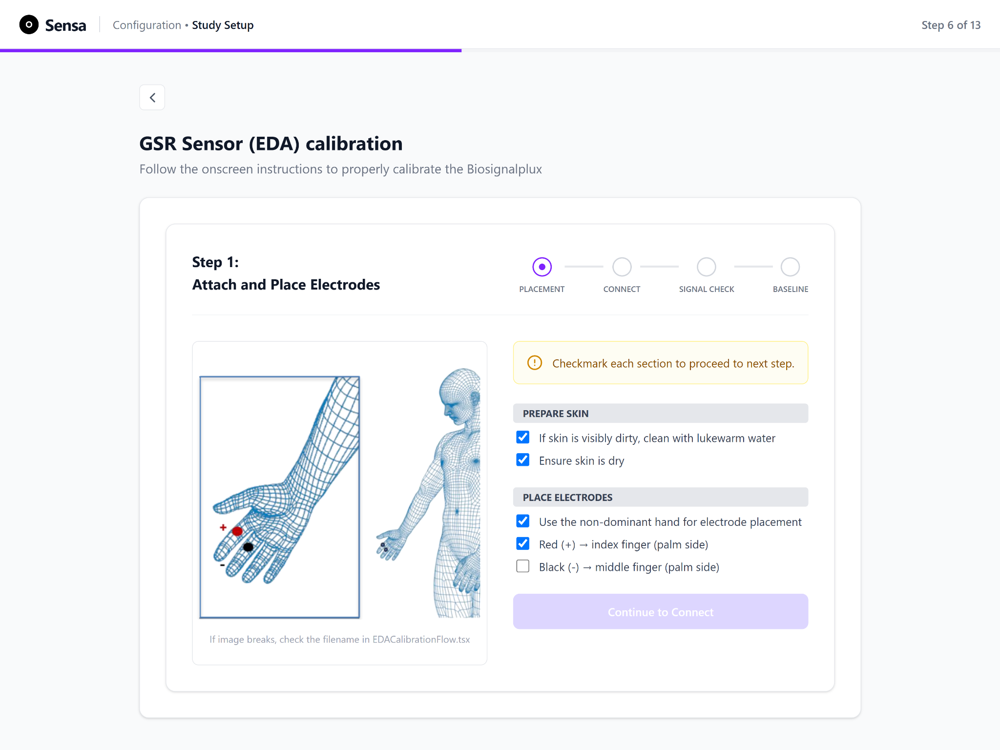 Sensa
Configuration • Study Setup
Step 6 of 13
GSR Sensor (EDA) calibration
Follow the onscreen instructions to properly calibrate the Biosignalplux
Step 1:
Attach and Place Electrodes
PLACEMENT
CONNECT
SIGNAL CHECK
BASELINE
+
-
If image breaks, check the filename in EDACalibrationFlow.tsx
Checkmark each section to proceed to next step.
PREPARE SKIN
If skin is visibly dirty, clean with lukewarm water
Ensure skin is dry
PLACE ELECTRODES
Use the non-dominant hand for electrode placement
Red (+) → index finger (palm side)
Black (-) → middle finger (palm side)
Continue to Connect